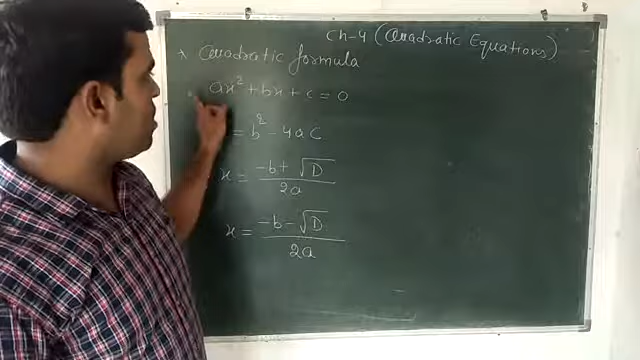 Ch-4 (Quadratic Equations)
* Quadratic formula
ax² + bx + c = 0
= b² - 4ac
x = -b + √D / 2a
x = -b - √D / 2a